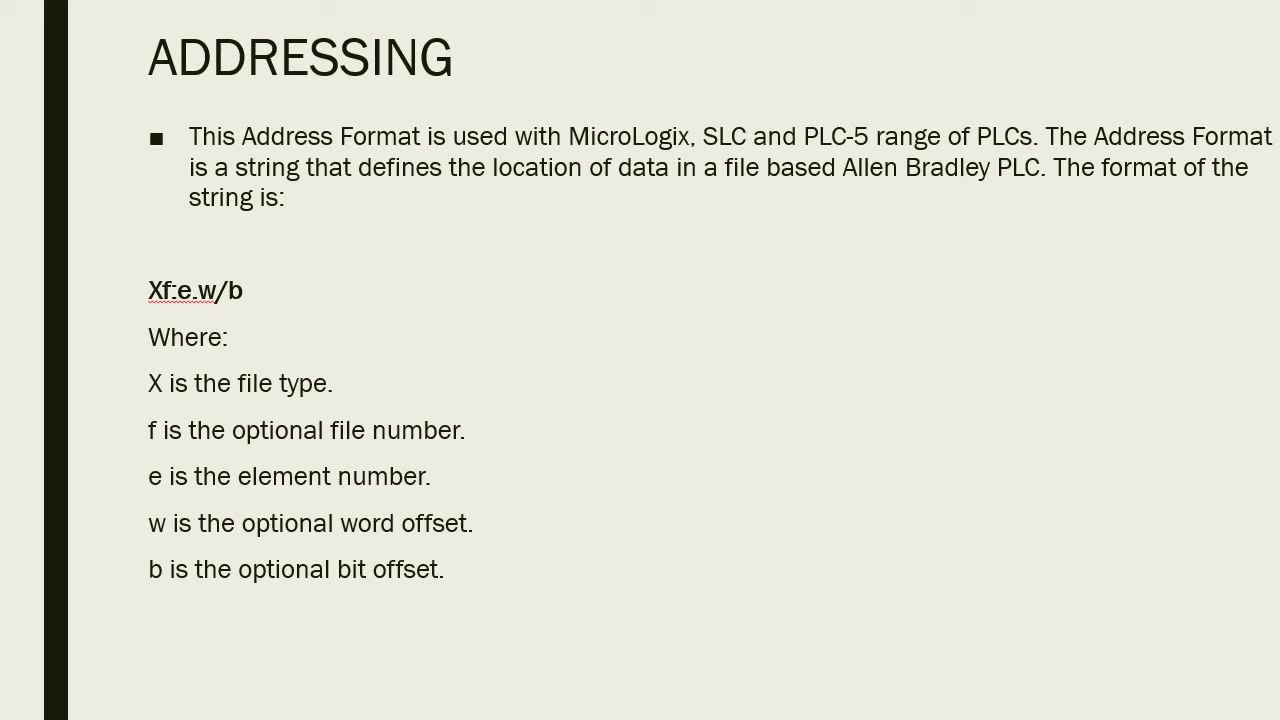 ADDRESSING
■ This Address Format is used with MicroLogix, SLC and PLC-5 range of PLCs. The Address Format
is a string that defines the location of data in a file based Allen Bradley PLC. The format of the
string is:
Xf:e.w/b
Where:
X is the file type.
f is the optional file number.
e is the element number.
w is the optional word offset.
b is the optional bit offset.